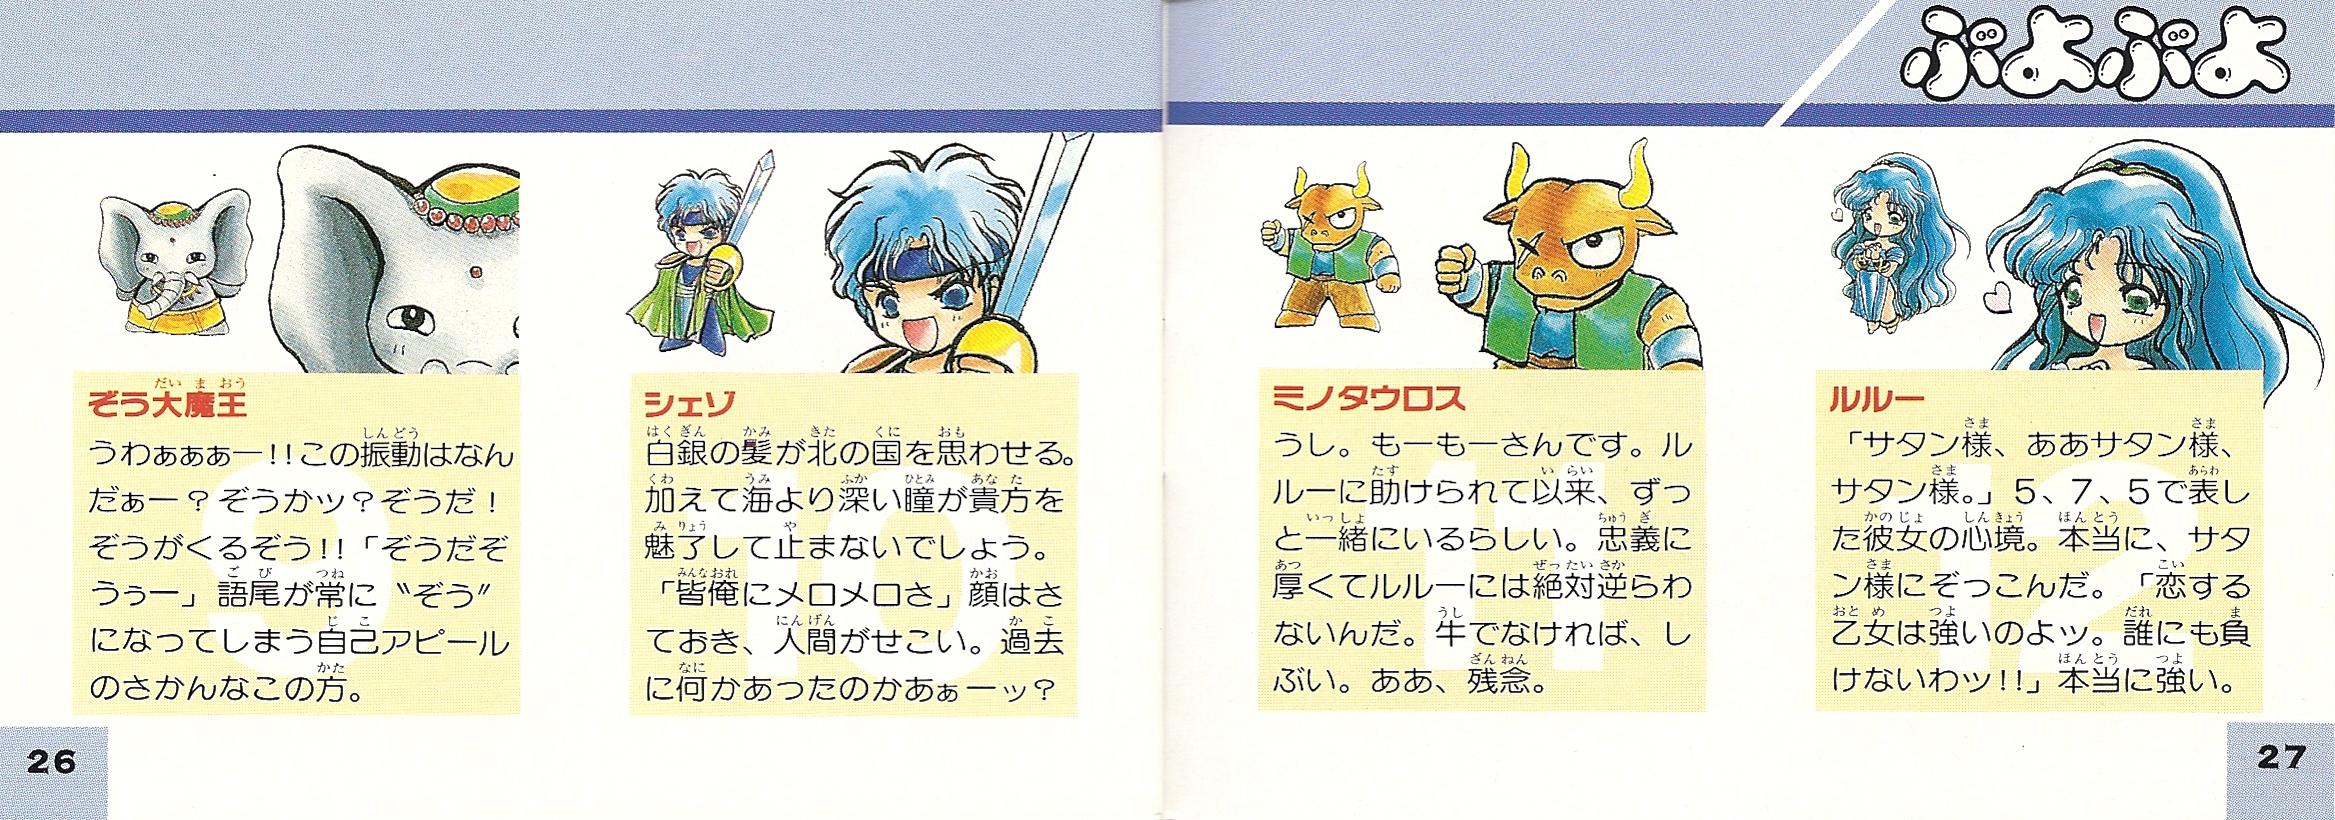 ぷよぷよ
ぞう大魔王
うわぁぁぁー!!この振動はなん
だぁー?ぞうかッ?ぞうだ!
ぞうがくるぞう!!「ぞうだぞ
うぅー」語尾が常に〝ぞう〟
になってしまう自己アピール
のさかんなこの方。
9
シェゾ
白銀の髪が北の国を思わせる。
加えて海より深い瞳が貴方を
魅了して止まないでしょう。
「皆俺にメロメロさ」顔はさ
ておき、人間がせこい。過去
に何かあったのかあぁーッ?
10
26
ミノタウロス
うし。もーもーさんです。ル
ルーに助けられて以来、ずっ
と一緒にいるらしい。忠義に
厚くてルルーには絶対逆らわ
ないんだ。牛でなければ、し
ぶい。ああ、残念。
11
ルルー
「サタン様、ああサタン様、
サタン様。」5、7、5で表し
た彼女の心境。本当に、サタ
ン様にぞっこんだ。「恋する
乙女は強いのよッ。誰にも負
けないわッ!!」本当に強い。
12
27